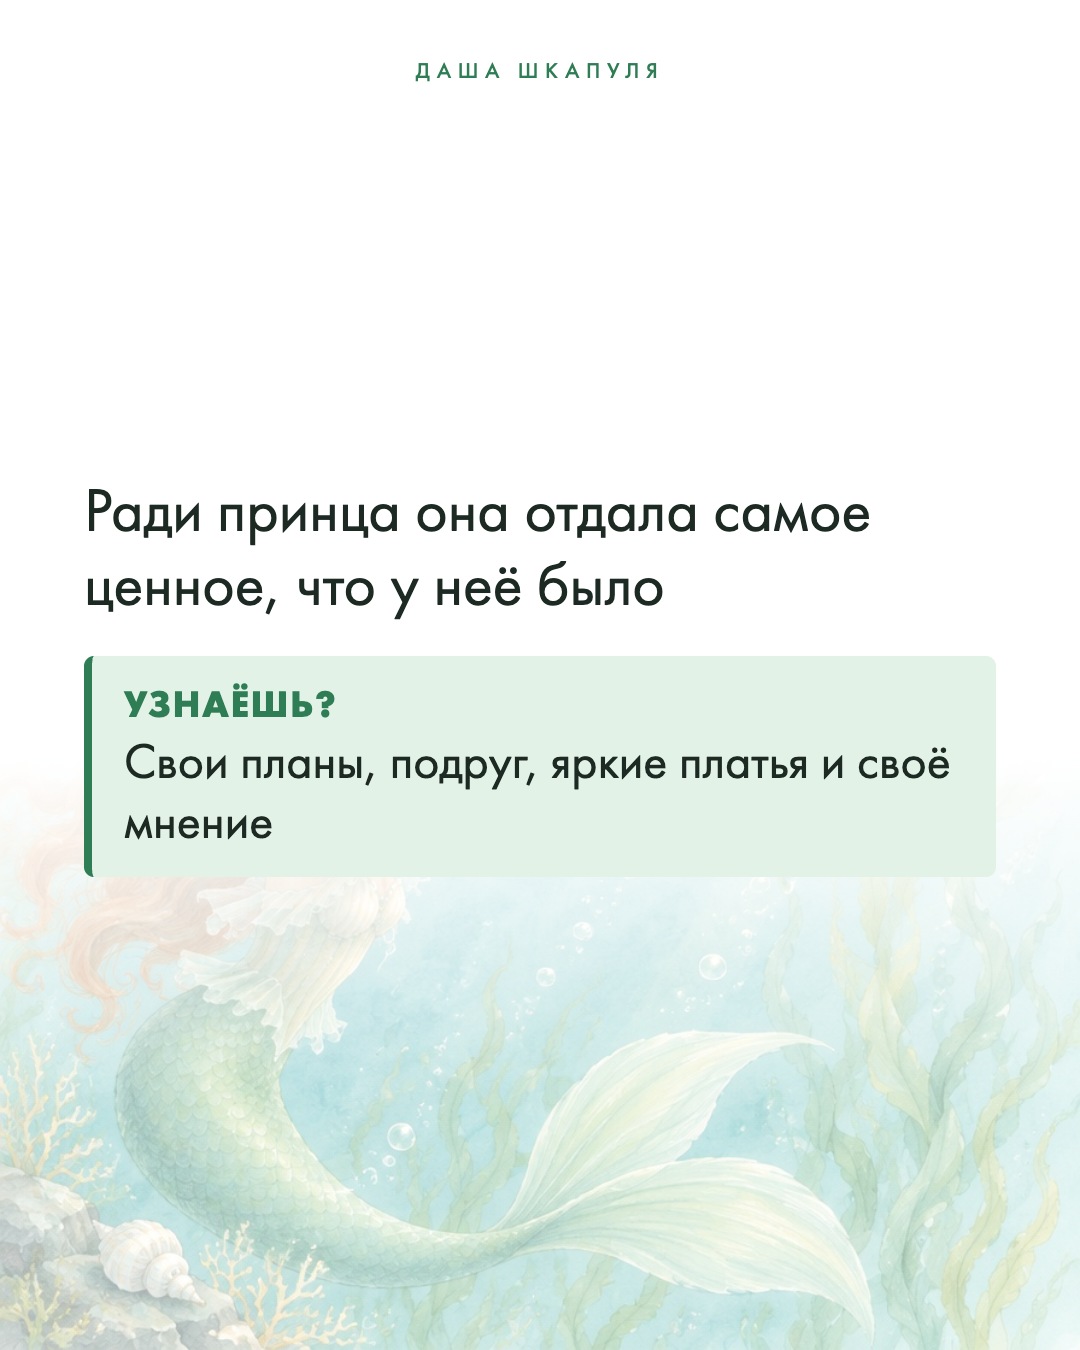 ДАША ШКАПУЛЯ
Ради принца она отдала самое
ценное, что у неё было
УЗНАЁШЬ?
Свои планы, подруг, яркие платья и своё
мнение